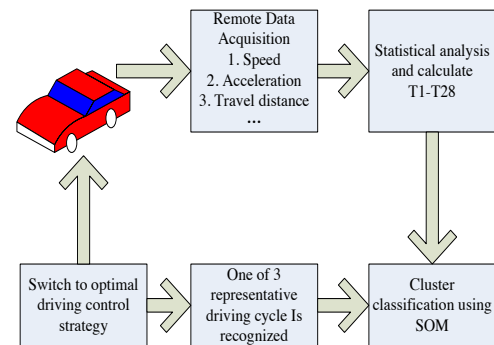 Remote Data
Acquisition
1. Speed
2. Acceleration
3. Travel distance
...
Statistical analysis
and calculate
T1-T28
Switch to optimal
driving control
strategy
One of 3
representative
driving cycle Is
recognized
Cluster
classification using
SOM